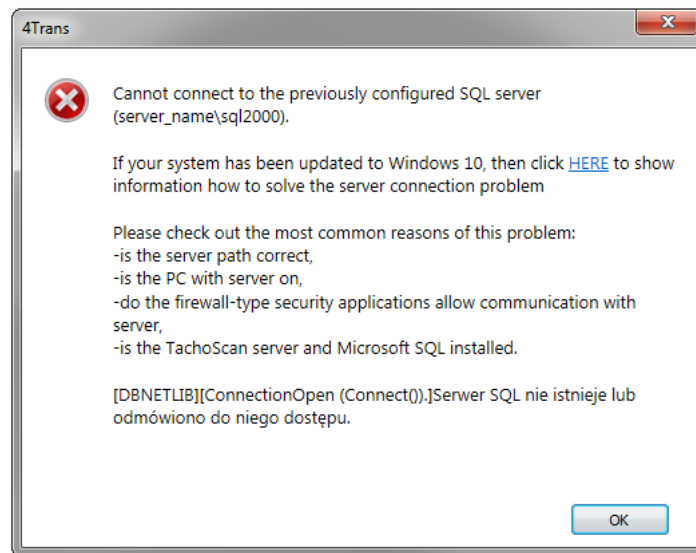 4Trans
Cannot connect to the previously configured SQL server
(server_name\sql2000).
If your system has been updated to Windows 10, then click HERE to show
information how to solve the server connection problem
Please check out the most common reasons of this problem:
-is the server path correct,
-is the PC with server on,
-do the firewall-type security applications allow communication with
server,
-is the TachoScan server and Microsoft SQL installed.
[DBNETLIB][ConnectionOpen (Connect()).]Serwer SQL nie istnieje lub
odmówiono do niego dostępu.
OK